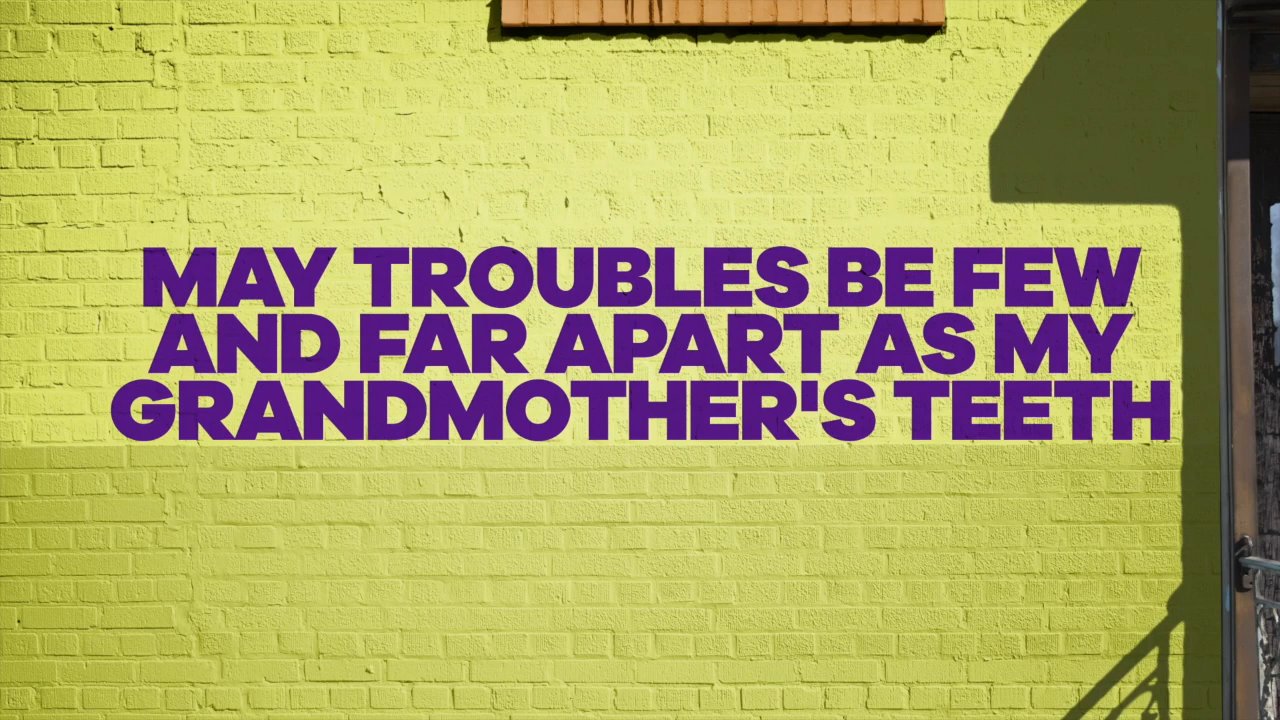 MAY TROUBLES BE FEW
AND FAR APART AS MY
GRANDMOTHER'S TEETH